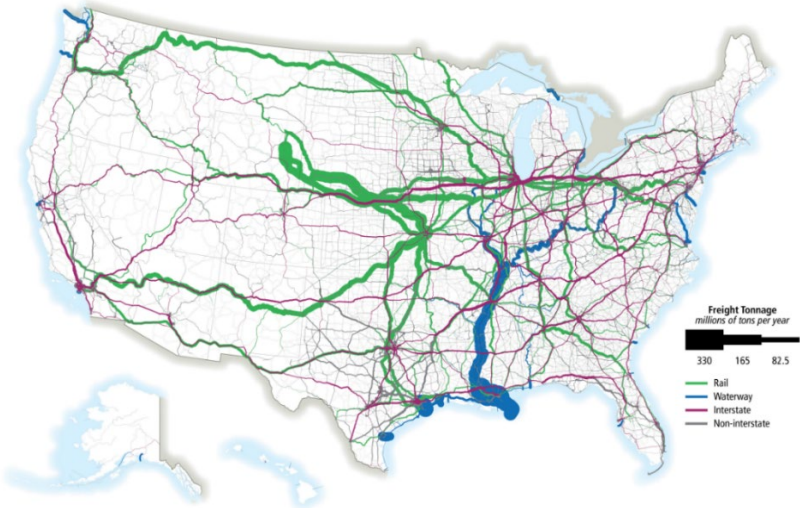 Freight Tonnage
millions of tons per year
330 165 82.5
Rail
Waterway
Interstate
Non-interstate